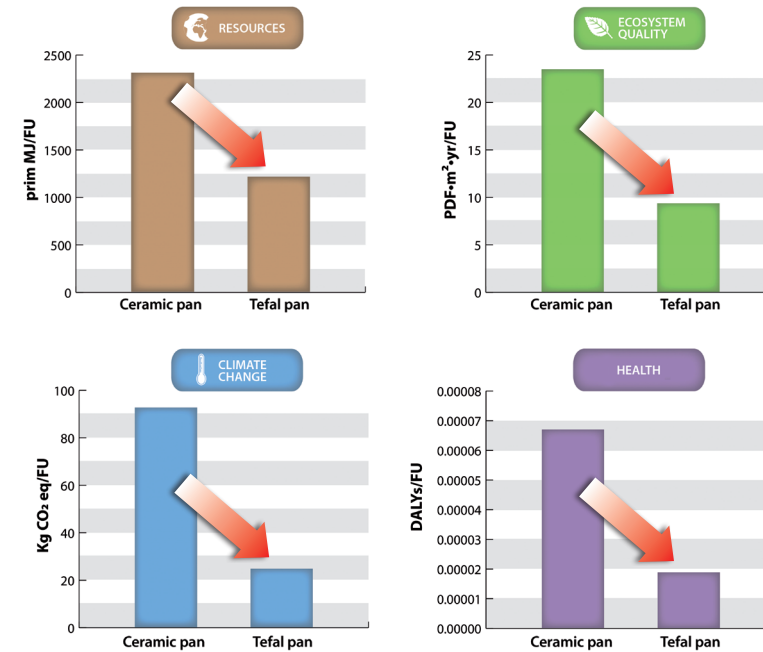 RESOURCES
2500
2000
1500
1000
500
0
prim MJ/FU
Ceramic pan Tefal pan
ECOSYSTEM
QUALITY
25
20
15
10
5
0
PDF•m²•yr/FU
Ceramic pan Tefal pan
CLIMATE
CHANGE
100
80
60
40
20
0
Kg CO₂ eq/FU
Ceramic pan Tefal pan
HEALTH
0.00008
0.00007
0.00006
0.00005
0.00004
0.00003
0.00002
0.00001
0.00000
DALYs/FU
Ceramic pan Tefal pan